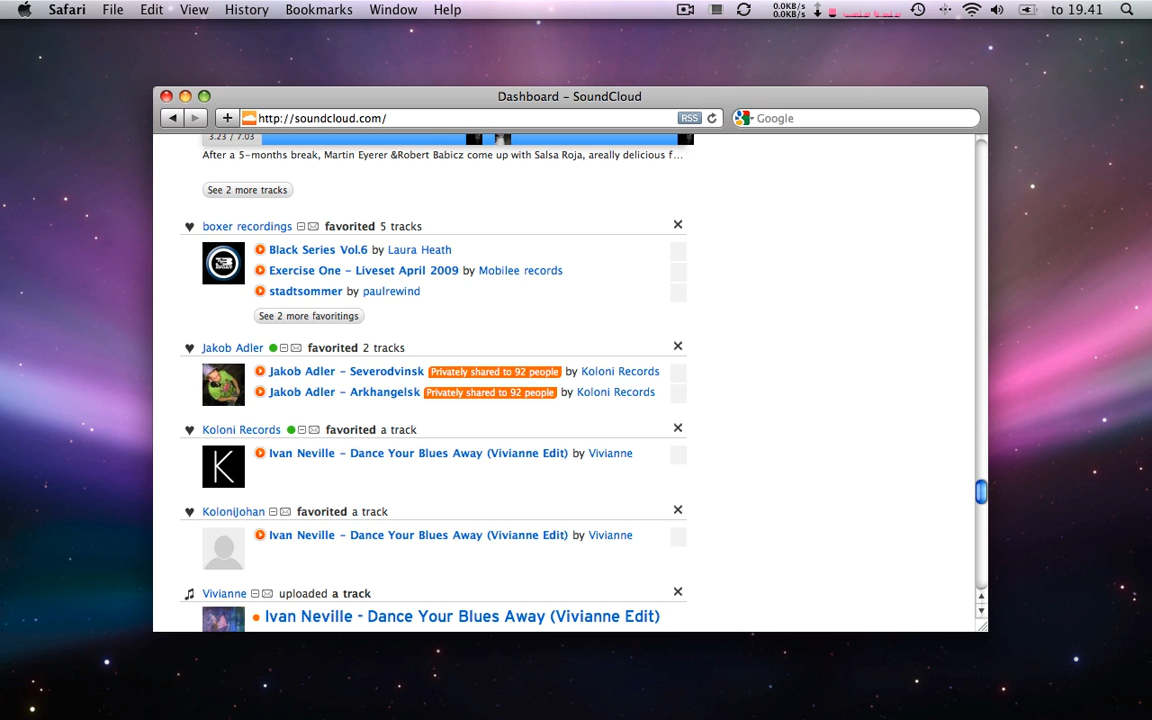 Safari File Edit View History Bookmarks Window Help 0.0KB/s 0.0KB/s to 19.41
Dashboard – SoundCloud
http://soundcloud.com/ RSS Google
3.23 / 7.03
After a 5-months break, Martin Eyerer &Robert Babicz come up with Salsa Roja, areally delicious f...
See 2 more tracks
boxer recordings favorited 5 tracks
Black Series Vol.6 by Laura Heath
Exercise One – Liveset April 2009 by Mobilee records
stadtsommer by paulrewind
See 2 more favoritings
Jakob Adler favorited 2 tracks
Jakob Adler – Severodvinsk Privately shared to 92 people by Koloni Records
Jakob Adler – Arkhangelsk Privately shared to 92 people by Koloni Records
Koloni Records favorited a track
K
Ivan Neville – Dance Your Blues Away (Vivianne Edit) by Vivianne
KoloniJohan favorited a track
Ivan Neville – Dance Your Blues Away (Vivianne Edit) by Vivianne
Vivianne uploaded a track
Ivan Neville - Dance Your Blues Away (Vivianne Edit)